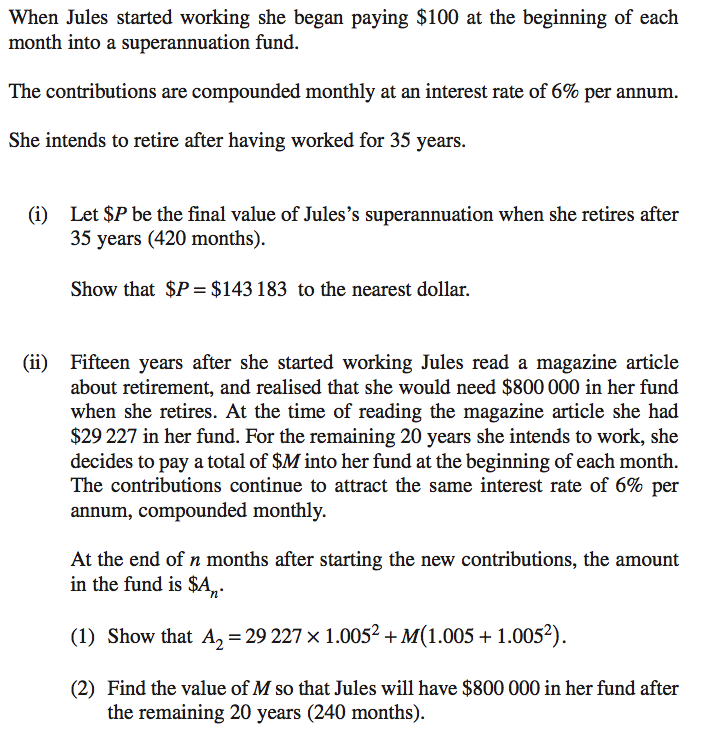 When Jules started working she began paying $100 at the beginning of each
month into a superannuation fund.
The contributions are compounded monthly at an interest rate of 6% per annum.
She intends to retire after having worked for 35 years.
(i) Let $P be the final value of Jules’s superannuation when she retires after
35 years (420 months).
Show that $P = $143 183 to the nearest dollar.
(ii) Fifteen years after she started working Jules read a magazine article
about retirement, and realised that she would need $800 000 in her fund
when she retires. At the time of reading the magazine article she had
$29 227 in her fund. For the remaining 20 years she intends to work, she
decides to pay a total of $M into her fund at the beginning of each month.
The contributions continue to attract the same interest rate of 6% per
annum, compounded monthly.
At the end of n months after starting the new contributions, the amount
in the fund is $Aₙ.
(1) Show that A₂ = 29 227 × 1.005² + M(1.005 + 1.005²).
(2) Find the value of M so that Jules will have $800 000 in her fund after
the remaining 20 years (240 months).